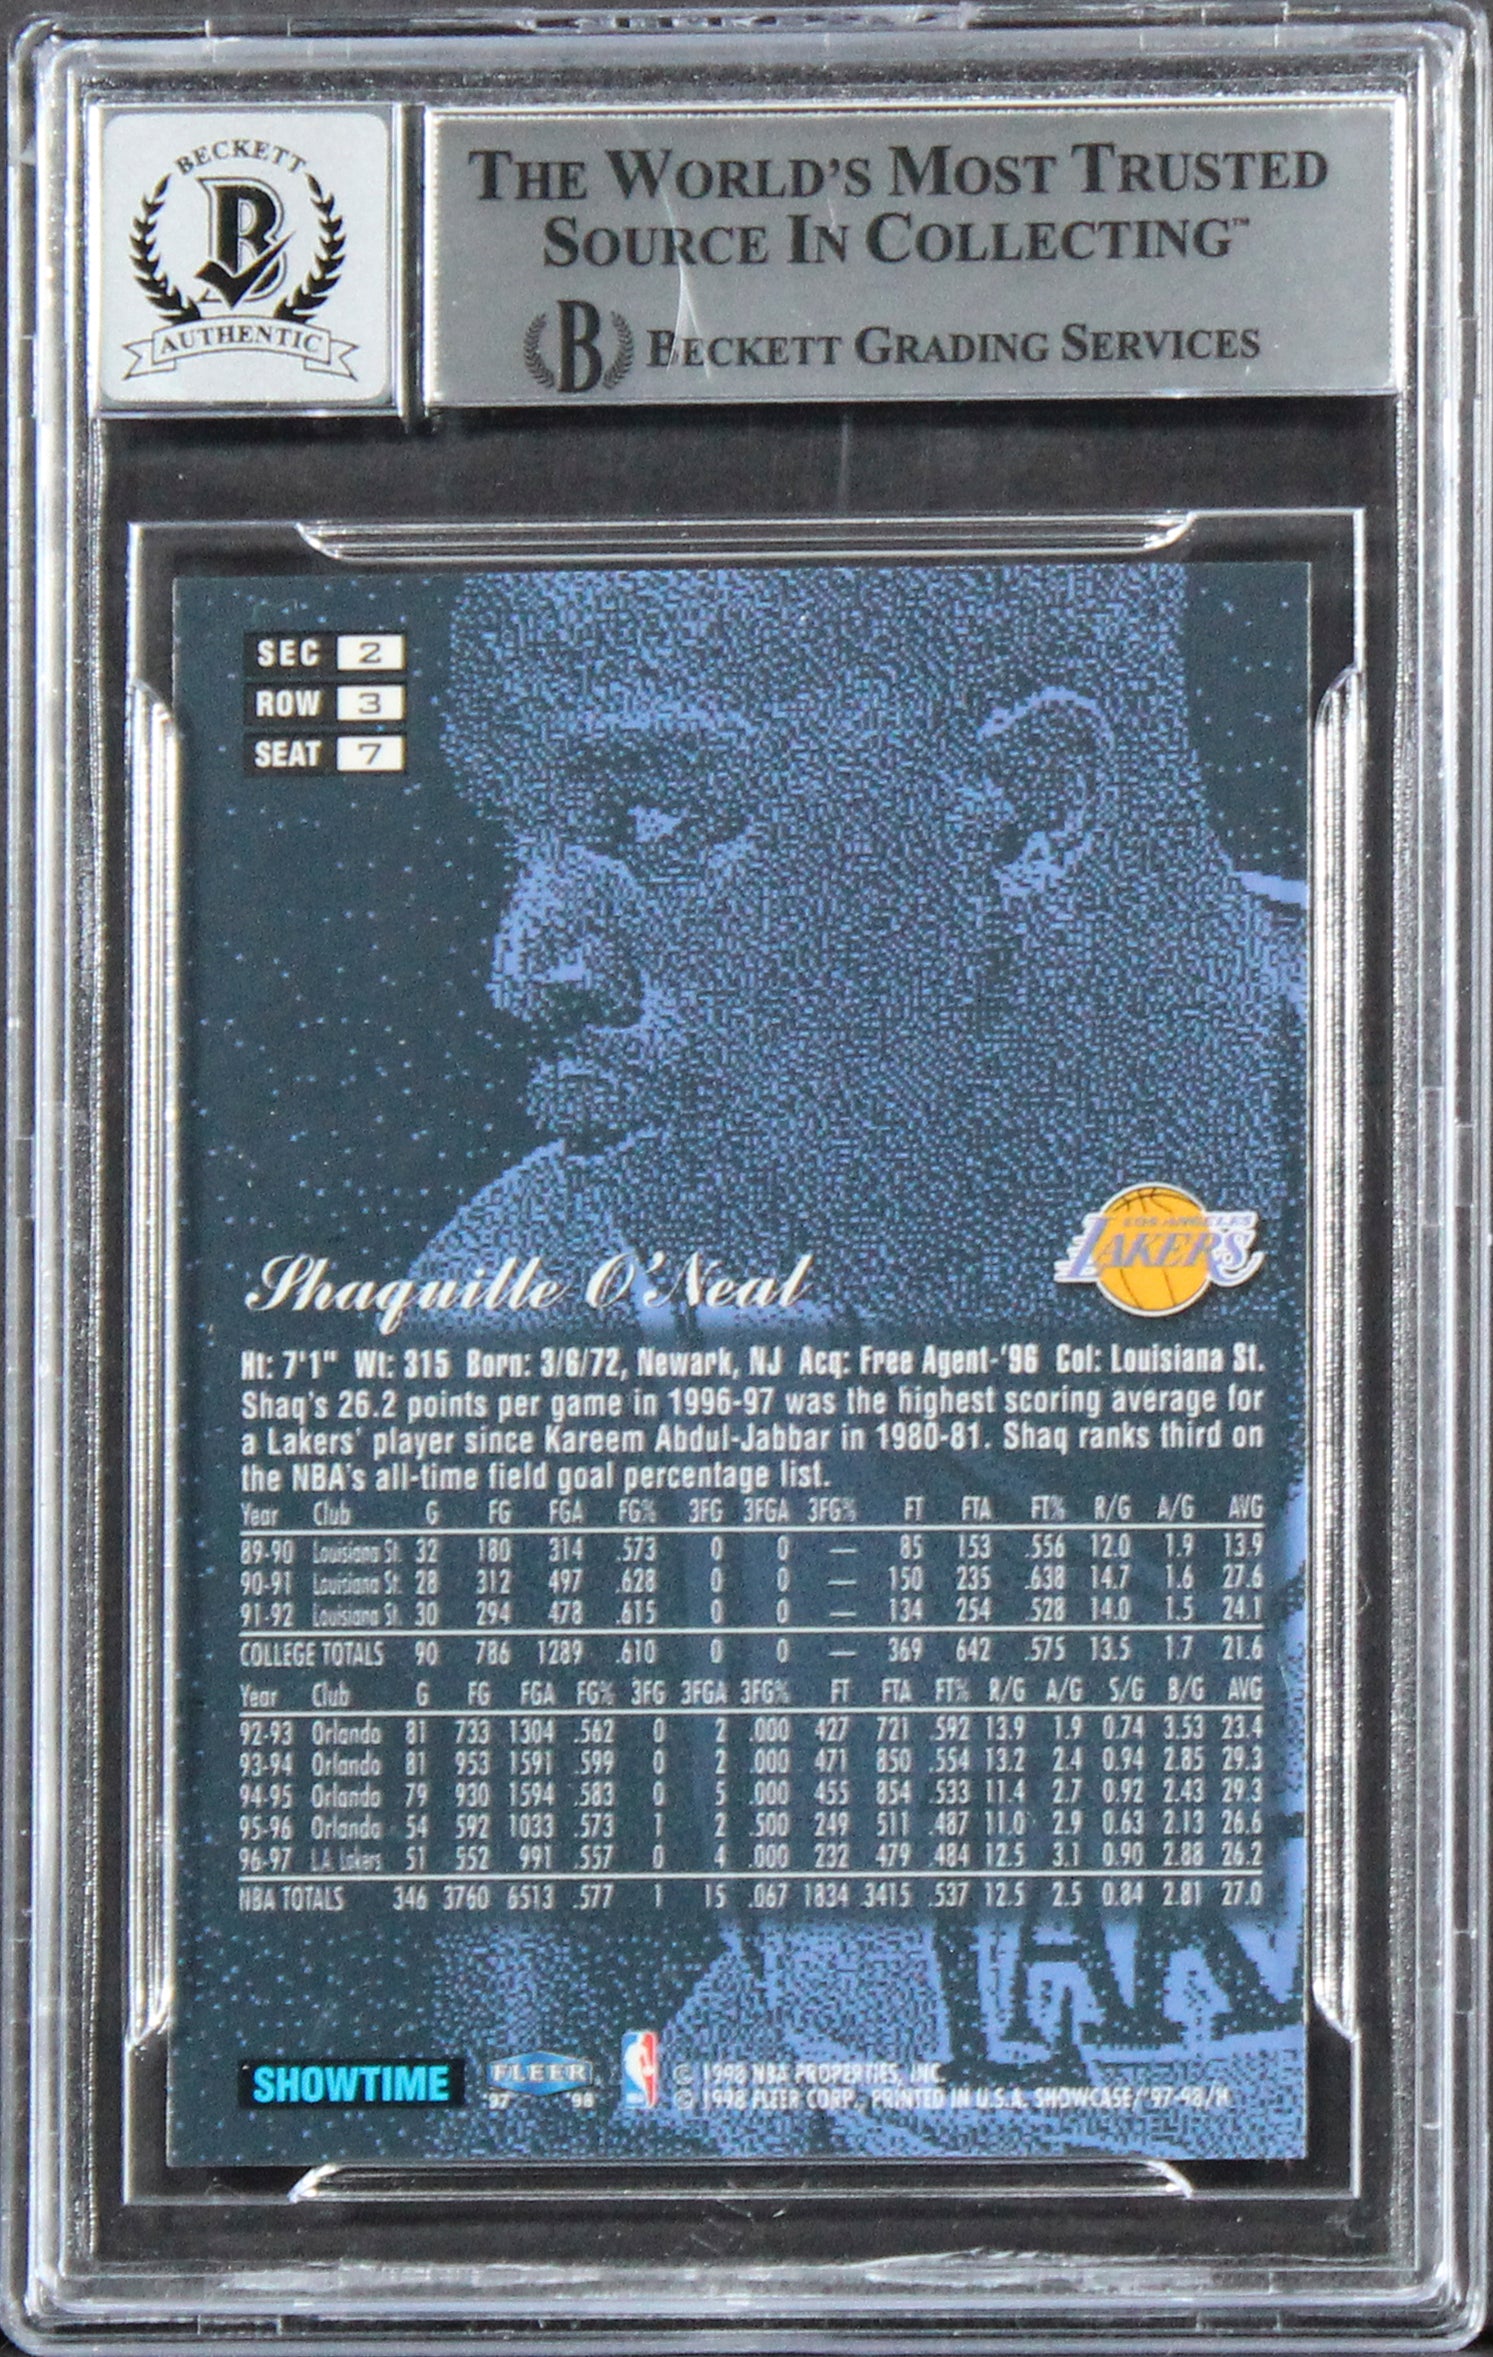 BECKETT
B
AUTHENTIC
THE WORLD'S MOST TRUSTED
SOURCE IN COLLECTING™
B BECKETT GRADING SERVICES
SEC 2
ROW 3
SEAT 7
LOS ANGELES
LAKERS
Shaquille O'Neal
Ht: 7'1" Wt: 315 Born: 3/6/72, Newark, NJ Acq: Free Agent-'96 Col: Louisiana St.
Shaq's 26.2 points per game in 1996-97 was the highest scoring average for
a Lakers' player since Kareem Abdul-Jabbar in 1980-81. Shaq ranks third on
the NBA's all-time field goal percentage list.
Year Club G FG FGA FG% 3FG 3FGA 3FG% FT FTA FT% R/G A/G AVG
89-90 Louisiana St. 32 180 314 .573 0 0 — 85 153 .556 12.0 1.9 13.9
90-91 Louisiana St. 28 312 497 .628 0 0 — 150 235 .638 14.7 1.6 27.6
91-92 Louisiana St. 30 294 478 .615 0 0 — 134 254 .528 14.0 1.5 24.1
COLLEGE TOTALS 90 786 1289 .610 0 0 — 369 642 .575 13.5 1.7 21.6
Year Club G FG FGA FG% 3FG 3FGA 3FG% FT FTA FT% R/G A/G S/G B/G AVG
92-93 Orlando 81 733 1304 .562 0 2 .000 427 721 .592 13.9 1.9 0.74 3.53 23.4
93-94 Orlando 81 953 1591 .599 0 2 .000 471 850 .554 13.2 2.4 0.94 2.85 29.3
94-95 Orlando 79 930 1594 .583 0 5 .000 455 854 .533 11.4 2.7 0.92 2.43 29.3
95-96 Orlando 54 592 1033 .573 1 2 .500 249 511 .487 11.0 2.9 0.63 2.13 26.6
96-97 L.A. Lakers 51 552 991 .557 0 4 .000 232 479 .484 12.5 3.1 0.90 2.88 26.2
NBA TOTALS 346 3760 6513 .577 1 15 .067 1834 3415 .537 12.5 2.5 0.84 2.81 27.0
SHOWTIME
FLEER
97 98
© 1998 NBA PROPERTIES, INC.
© 1998 FLEER CORP., PRINTED IN U.S.A. SHOWCASE/'97-98/H